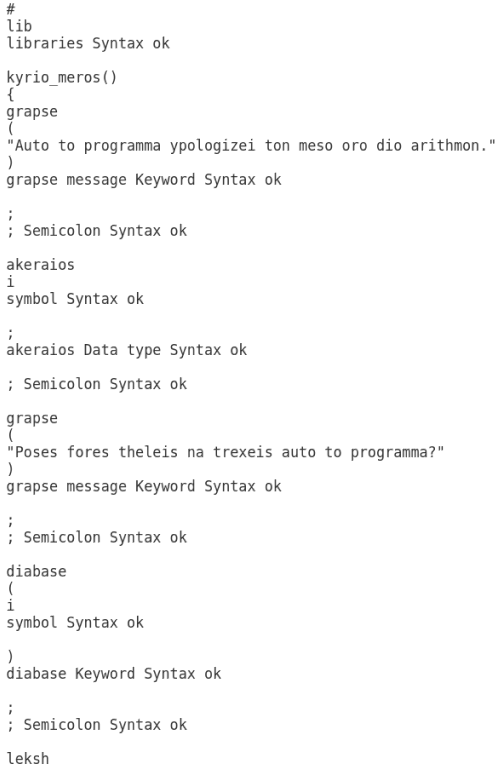 #
lib
libraries Syntax ok
kyrio_meros()
{
grapse
(
"Auto to programma ypologizei ton meso oro dio arithmon."
)
grapse message Keyword Syntax ok
;
; Semicolon Syntax ok
akeraios
i
symbol Syntax ok
;
akeraios Data type Syntax ok
; Semicolon Syntax ok
grapse
(
"Poses fores theleis na trexeis auto to programma?"
)
grapse message Keyword Syntax ok
;
; Semicolon Syntax ok
diabase
(
i
symbol Syntax ok
)
diabase Keyword Syntax ok
;
; Semicolon Syntax ok
leksh